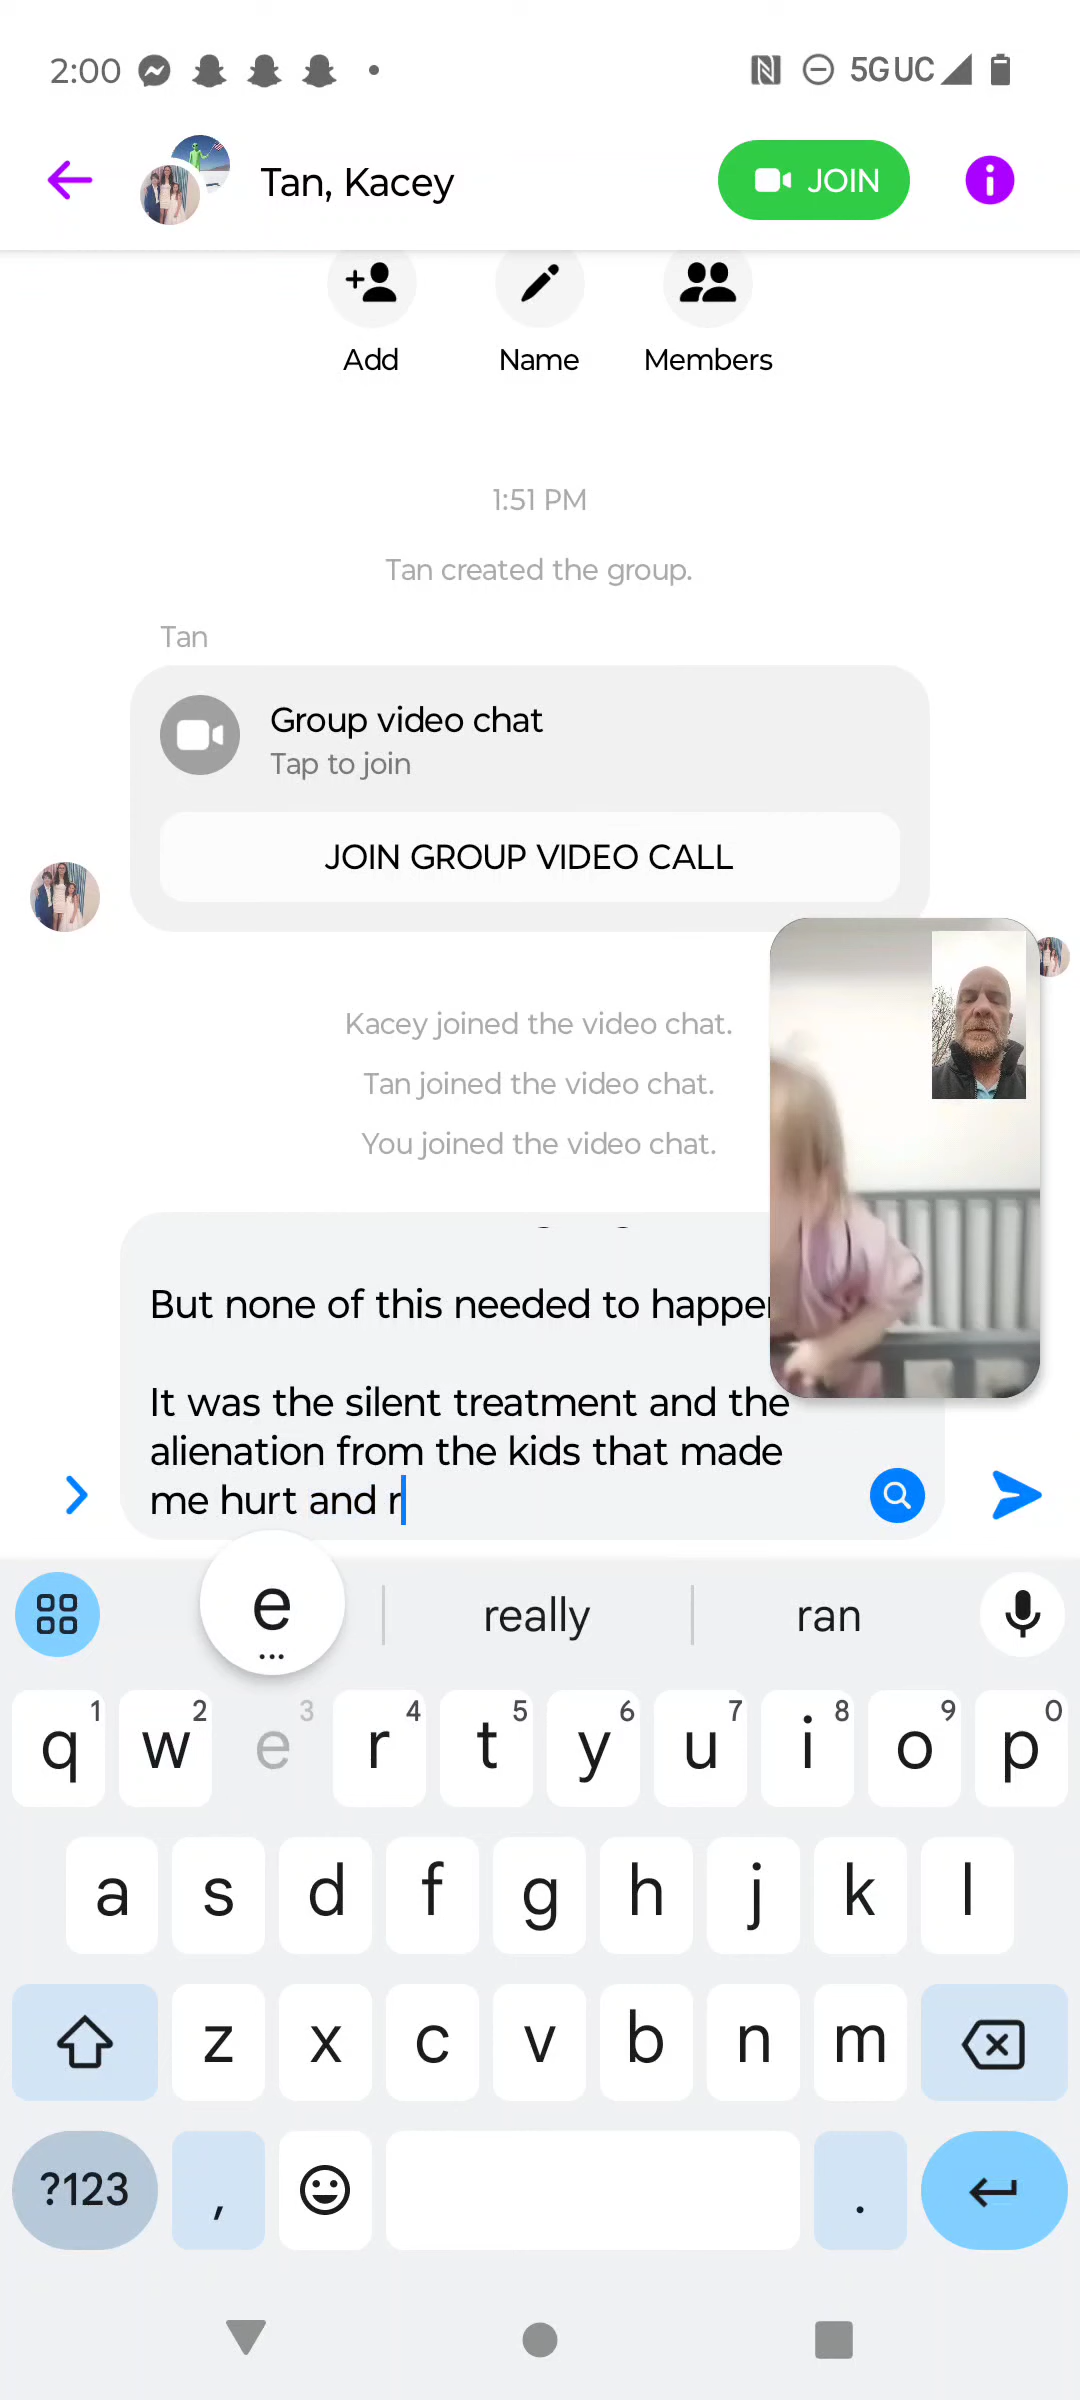 2:00 5G UC
Tan, Kacey JOIN
Add Name Members
1:51 PM
Tan created the group.
Tan
Group video chat
Tap to join
JOIN GROUP VIDEO CALL
Kacey joined the video chat.
Tan joined the video chat.
You joined the video chat.
But none of this needed to happen
It was the silent treatment and the
alienation from the kids that made
me hurt and r
e really ran
...
1 2 3 4 5 6 7 8 9 0
q w e r t y u i o p
a s d f g h j k l
z x c v b n m
?123 , .